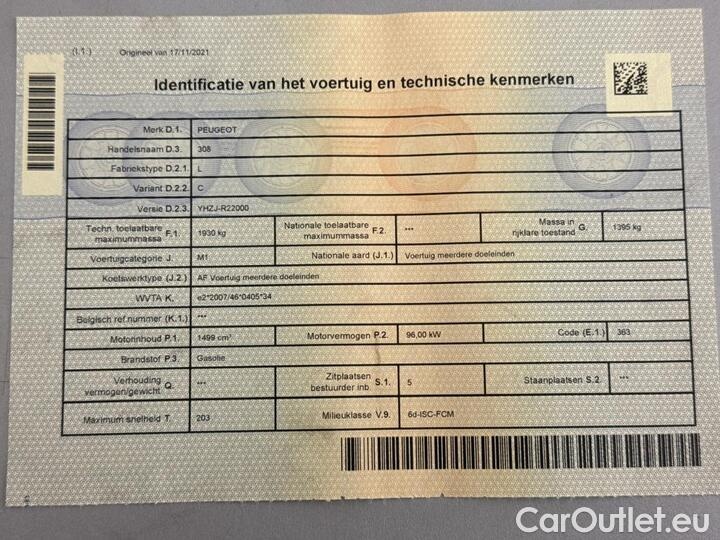 (I.1.) Origineel van 17/11/2021
Identificatie van het voertuig en technische kenmerken
Merk D.1. PEUGEOT
Handelsnaam D.3. 308
Fabriekstype D.2.1. L
Variant D.2.2. C
Versie D.2.3. YHZJ-R22000
Techn. toelaatbare maximummassa F.1. 1930 kg Nationale toelaatbare maximummassa F.2. *** Massa in rijklare toestand G. 1395 kg
Voertuigcategorie J. M1 Nationale aard (J.1.) Voertuig meerdere doeleinden
Koetswerktype (J.2.) AF Voertuig meerdere doeleinden
WVTA K. e2*2007/46*0405*34
Belgisch ref.nummer (K.1.) ***
Motorinhoud P.1. 1499 cm³ Motorvermogen P.2. 96,00 kW Code (E.1.) 363
Brandstof P.3. Gasolie
Verhouding vermogen/gewicht Q. *** Zitplaatsen bestuurder inb. S.1. 5 Staanplaatsen S.2. ***
Maximum snelheid T. 203 Milieuklasse V.9. 6d-ISC-FCM
CarOutlet.eu